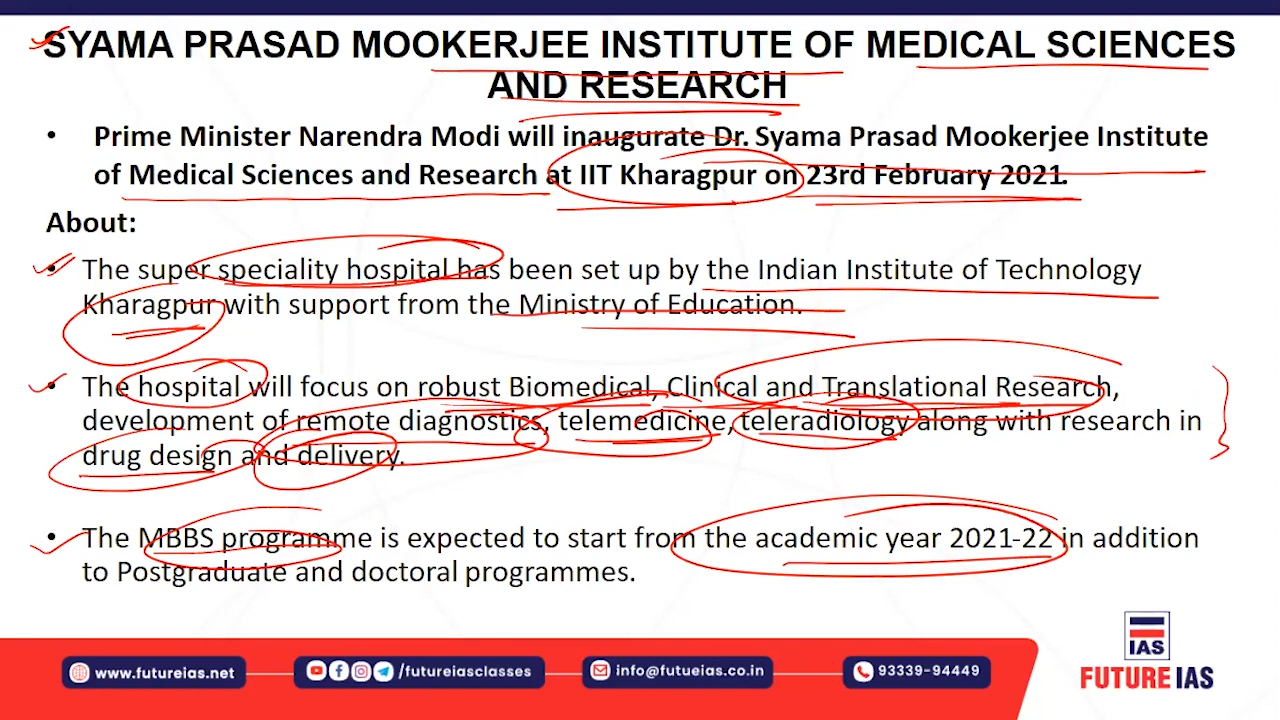 SYAMA PRASAD MOOKERJEE INSTITUTE OF MEDICAL SCIENCES
AND RESEARCH
• Prime Minister Narendra Modi will inaugurate Dr. Syama Prasad Mookerjee Institute
of Medical Sciences and Research at IIT Kharagpur on 23rd February 2021.
About:
• The super speciality hospital has been set up by the Indian Institute of Technology
Kharagpur with support from the Ministry of Education.
• The hospital will focus on robust Biomedical, Clinical and Translational Research,
development of remote diagnostics, telemedicine, teleradiology along with research in
drug design and delivery.
• The MBBS programme is expected to start from the academic year 2021-22 in addition
to Postgraduate and doctoral programmes.
www.futureias.net
/futureiasclasses
info@futueias.co.in
93339-94449
IAS
FUTURE IAS